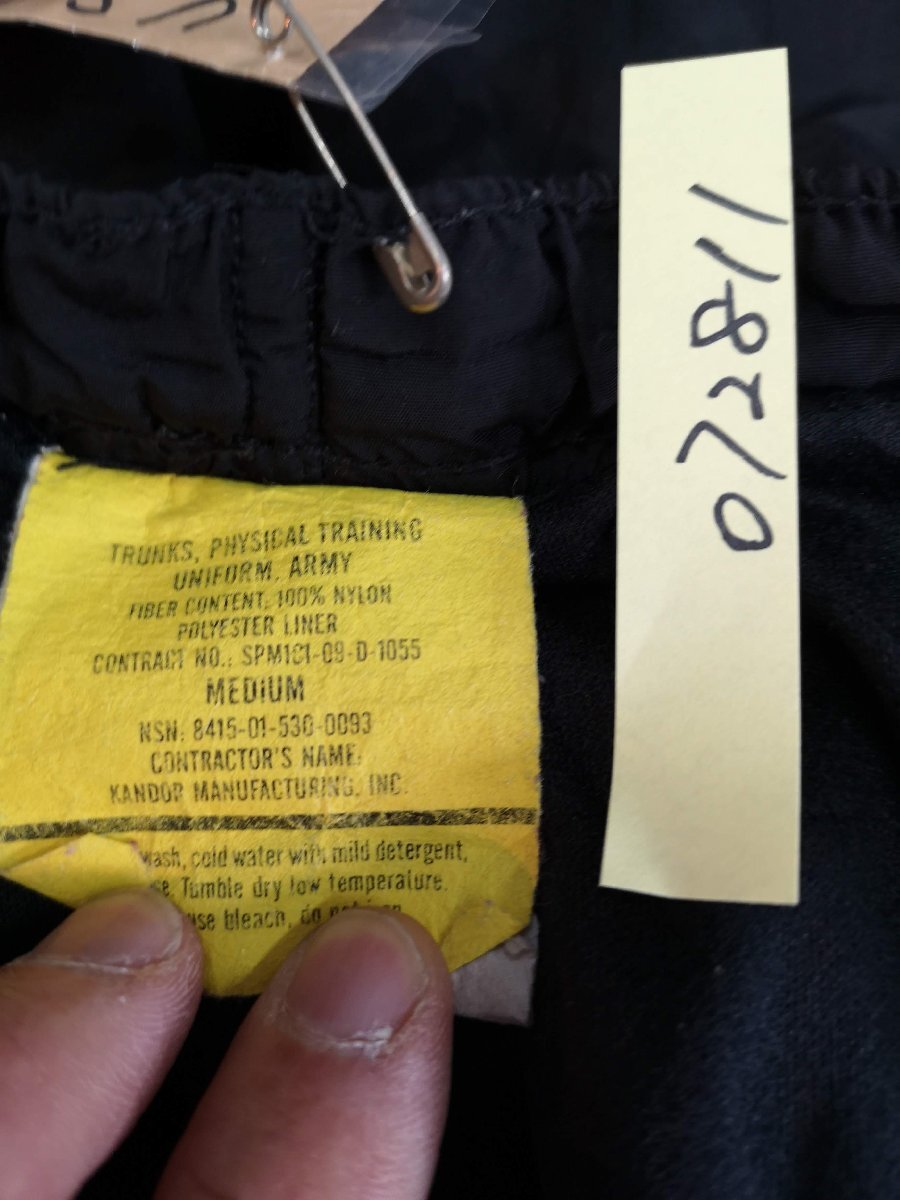 TRUNKS, PHYSICAL TRAINING
UNIFORM, ARMY
FIBER CONTENT: 100% NYLON
POLYESTER LINER
CONTRACT NO.: SPM1C1-09-D-1055
MEDIUM
NSN: 8415-01-530-0093
CONTRACTOR'S NAME:
KANDOR MANUFACTURING, INC.
wash, cold water with mild detergent,
Tumble dry low temperature.
use bleach, do
072811